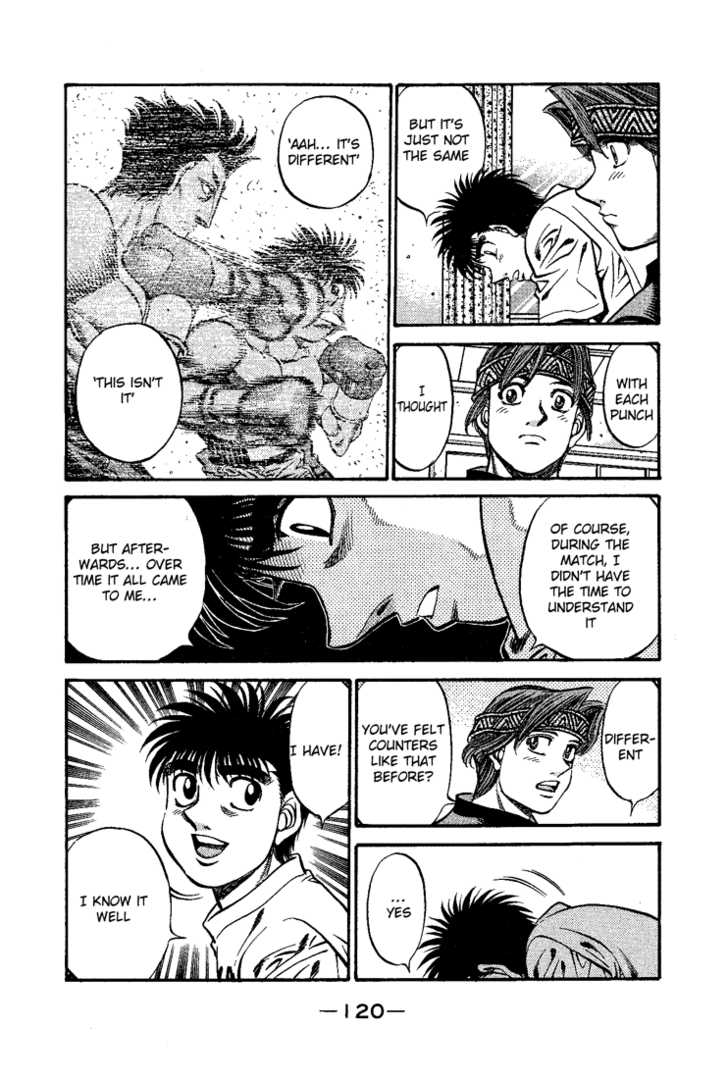 BUT IT'S
JUST NOT
THE SAME
'AAH... IT'S
DIFFERENT'
'THIS ISN'T
IT'
WITH
EACH
PUNCH
I
THOUGHT
OF COURSE,
DURING THE
MATCH, I
DIDN'T HAVE
THE TIME TO
UNDERSTAND
IT
BUT AFTER-
WARDS... OVER
TIME IT ALL CAME
TO ME...
DIFFER-
ENT
YOU'VE FELT
COUNTERS
LIKE THAT
BEFORE?
...
YES
I HAVE!
I KNOW IT
WELL
—120—